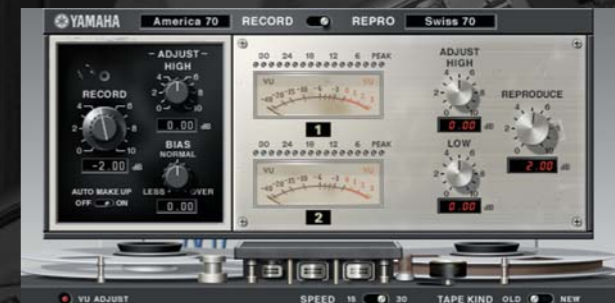 YAMAHA America 70 RECORD REPRO Swiss 70
- ADJUST -
HIGH
RECORD
0.00 dB
-2.00 dB
BIAS
NORMAL
LESS OVER
0.00
AUTO MAKE UP
OFF ON
30 24 18 12 6 PEAK
VU VU
1
30 24 18 12 6 PEAK
VU VU
2
ADJUST
HIGH
0.00 dB
LOW
0.00 dB
REPRODUCE
2.00 dB
VU ADJUST SPEED 15 30 TAPE KIND OLD NEW